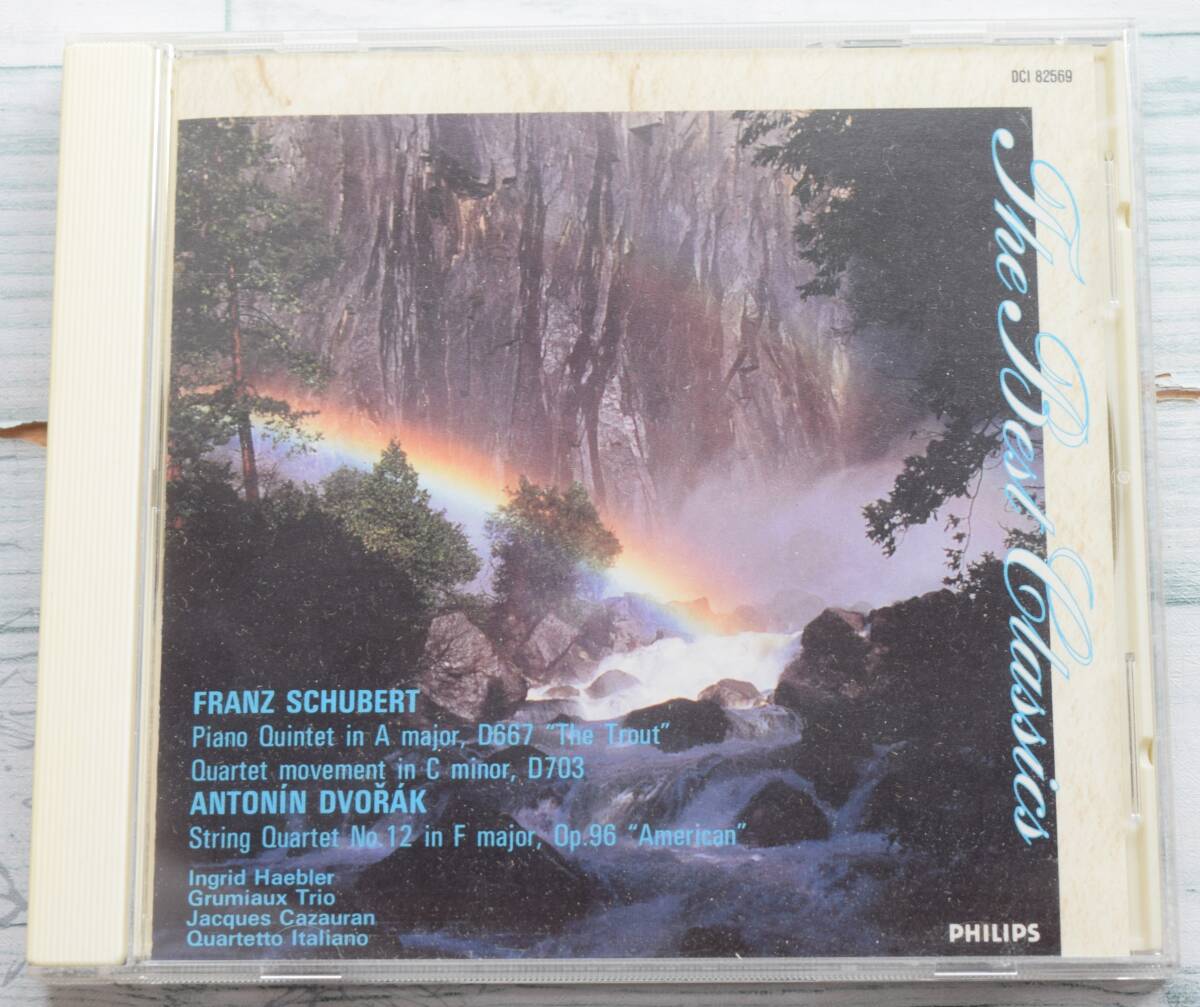 DCI 82569
The Best Classics
FRANZ SCHUBERT
Piano Quintet in A major, D667 "The Trout"
Quartet movement in C minor, D703
ANTONÍN DVOŘÁK
String Quartet No.12 in F major, Op.96 "American"
Ingrid Haebler
Grumiaux Trio
Jacques Cazauran
Quartetto Italiano
PHILIPS